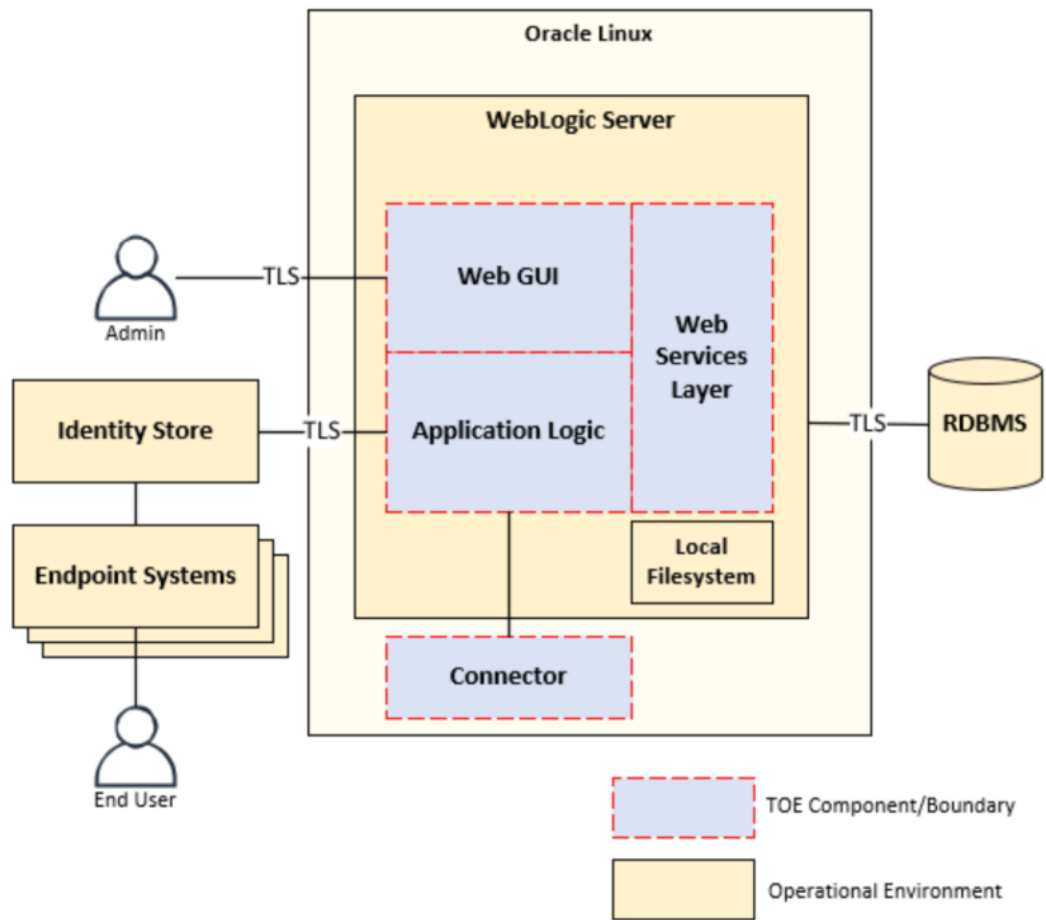 Oracle Linux
WebLogic Server
Web GUI
Web
Services
Layer
TLS
Admin
Identity Store
TLS
Application Logic
TLS
RDBMS
Endpoint Systems
Local
Filesystem
Connector
End User
TOE Component/Boundary
Operational Environment